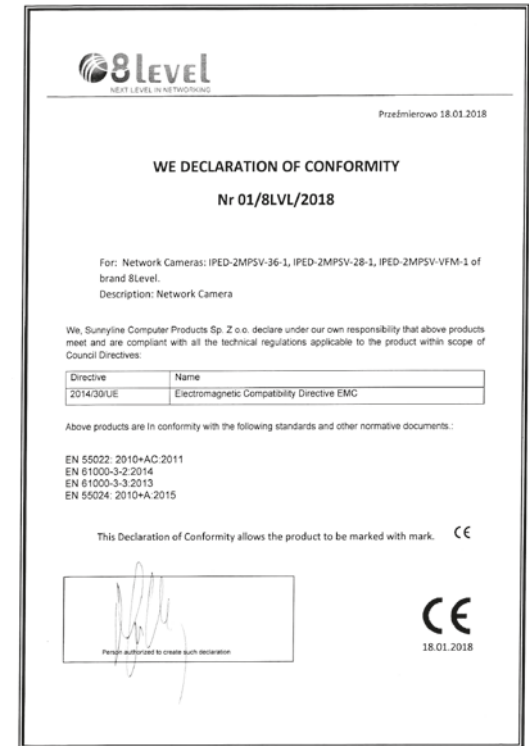 8level
NEXT LEVEL IN NETWORKING
Przeźmierowo 18.01.2018
WE DECLARATION OF CONFORMITY
Nr 01/8LVL/2018
For: Network Cameras: IPED-2MPSV-36-1, IPED-2MPSV-28-1, IPED-2MPSV-VFM-1 of
brand 8Level.
Description: Network Camera
We, Sunnyline Computer Products Sp. Z o.o. declare under our own responsibility that above products
meet and are compliant with all the technical regulations applicable to the product within scope of
Council Directives:
Directive Name
2014/30/UE Electromagnetic Compatibility Directive EMC
Above products are In conformity with the following standards and other normative documents.:
EN 55022: 2010+AC:2011
EN 61000-3-2:2014
EN 61000-3-3:2013
EN 55024: 2010+A:2015
This Declaration of Conformity allows the product to be marked with mark. CE
CE
18.01.2018
Person authorized to create such declaration